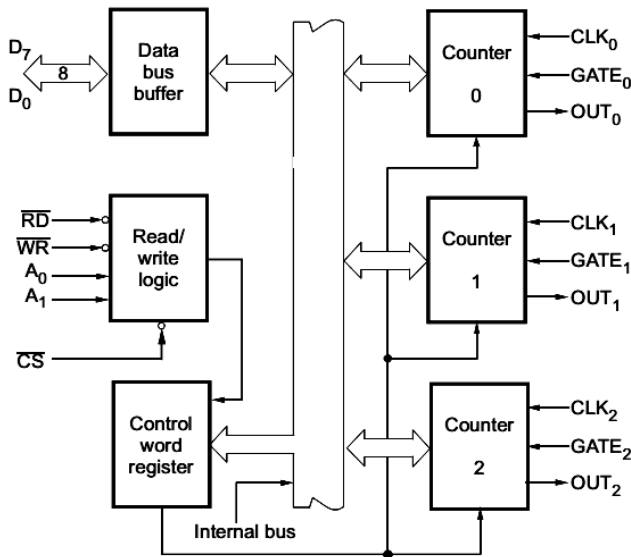 D7
8
D0
Data
bus
buffer
Counter
0
CLK0
GATE0
OUT0
RD
WR
A0
A1
CS
Read/
write
logic
Counter
1
CLK1
GATE1
OUT1
Control
word
register
Internal bus
Counter
2
CLK2
GATE2
OUT2